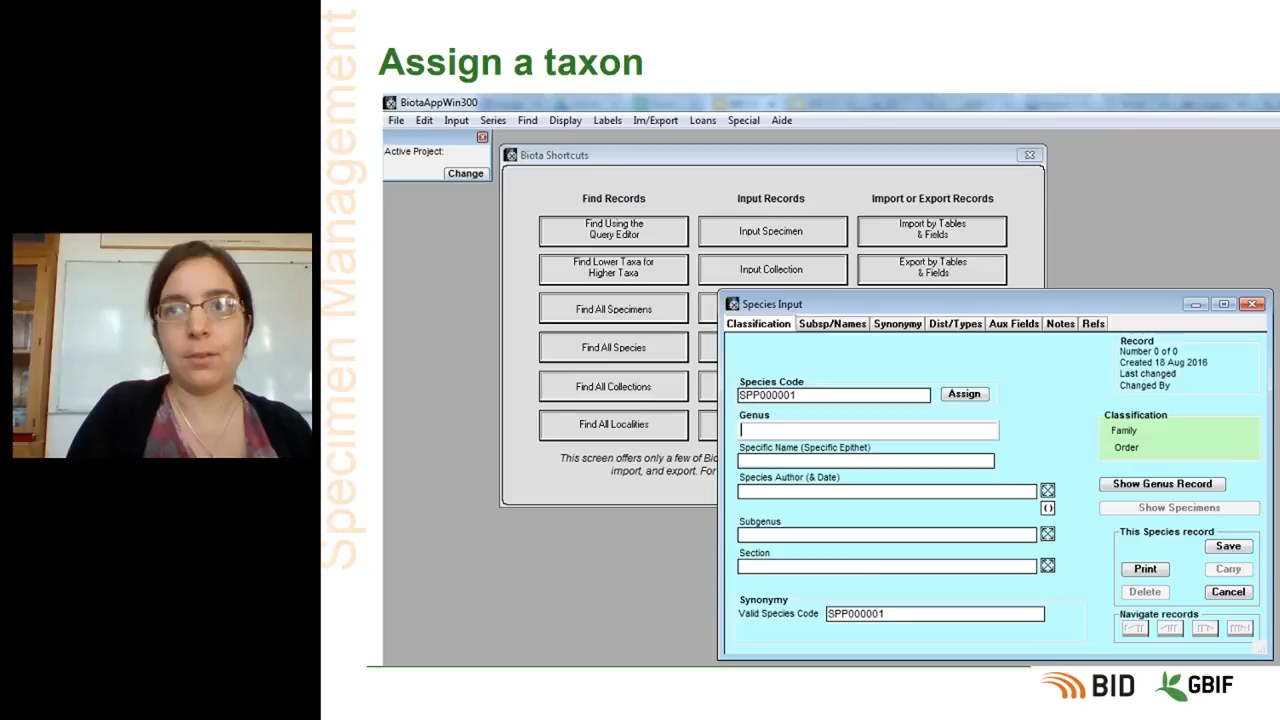 Specimen Management
Assign a taxon
BiotaAppWin300
File Edit Input Series Find Display Labels Im/Export Loans Special Aide
Active Project:
Change
Biota Shortcuts
Find Records
Input Records
Import or Export Records
Find Using the
Query Editor
Input Specimen
Import by Tables
& Fields
Find Lower Taxa for
Higher Taxa
Input Collection
Export by Tables
& Fields
Find All Specimens
Find All Species
Find All Collections
Find All Localities
This screen offers only a few of Bio
import, and export. For
Species Input
Classification Subsp/Names Synonymy Dist/Types Aux Fields Notes Refs
Record
Number 0 of 0
Created 18 Aug 2016
Last changed
Changed By
Species Code
SPP000001
Assign
Genus
Specific Name (Specific Epithet)
Species Author (& Date)
()
Subgenus
Section
Synonymy
Valid Species Code SPP000001
Classification
Family
Order
Show Genus Record
Show Specimens
This Species record
Save
Print
Carry
Delete
Cancel
Navigate records
BID GBIF